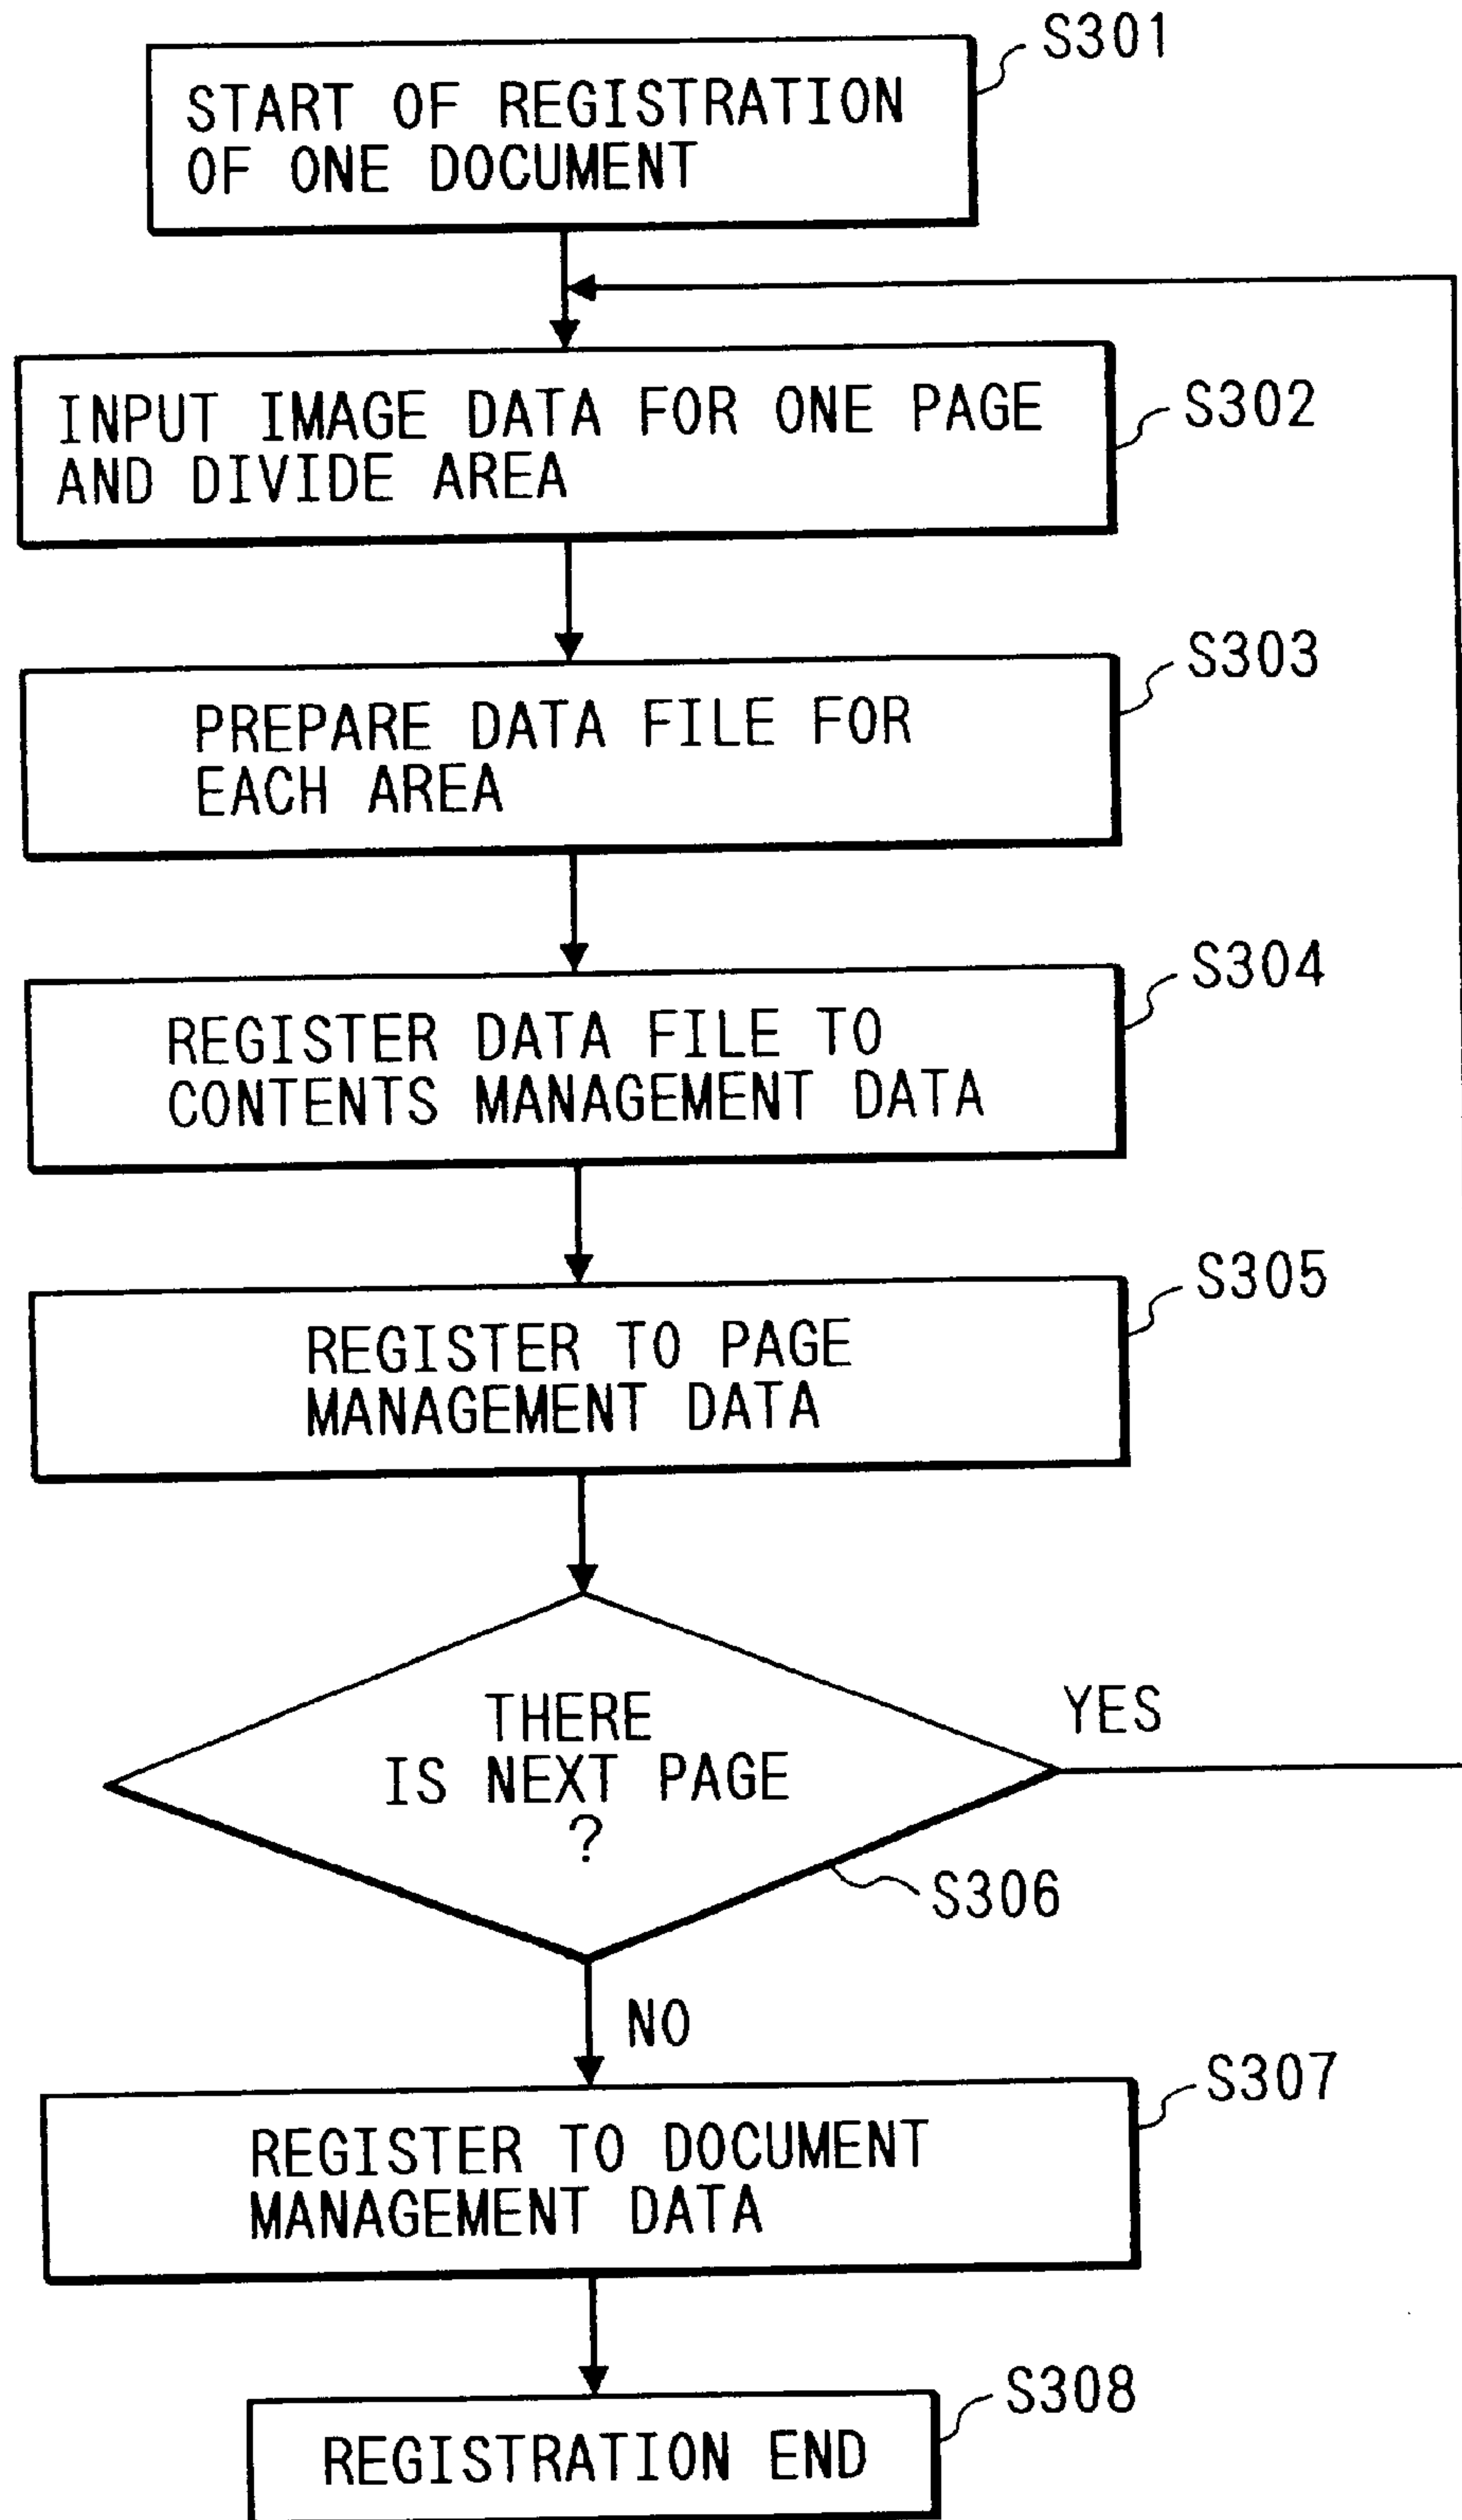 S301
START OF REGISTRATION
OF ONE DOCUMENT
S302
INPUT IMAGE DATA FOR ONE PAGE
AND DIVIDE AREA
S303
PREPARE DATA FILE FOR
EACH AREA
S304
REGISTER DATA FILE TO
CONTENTS MANAGEMENT DATA
S305
REGISTER TO PAGE
MANAGEMENT DATA
YES
THERE
IS NEXT PAGE
?
S306
NO
S307
REGISTER TO DOCUMENT
MANAGEMENT DATA
S308
REGISTRATION END